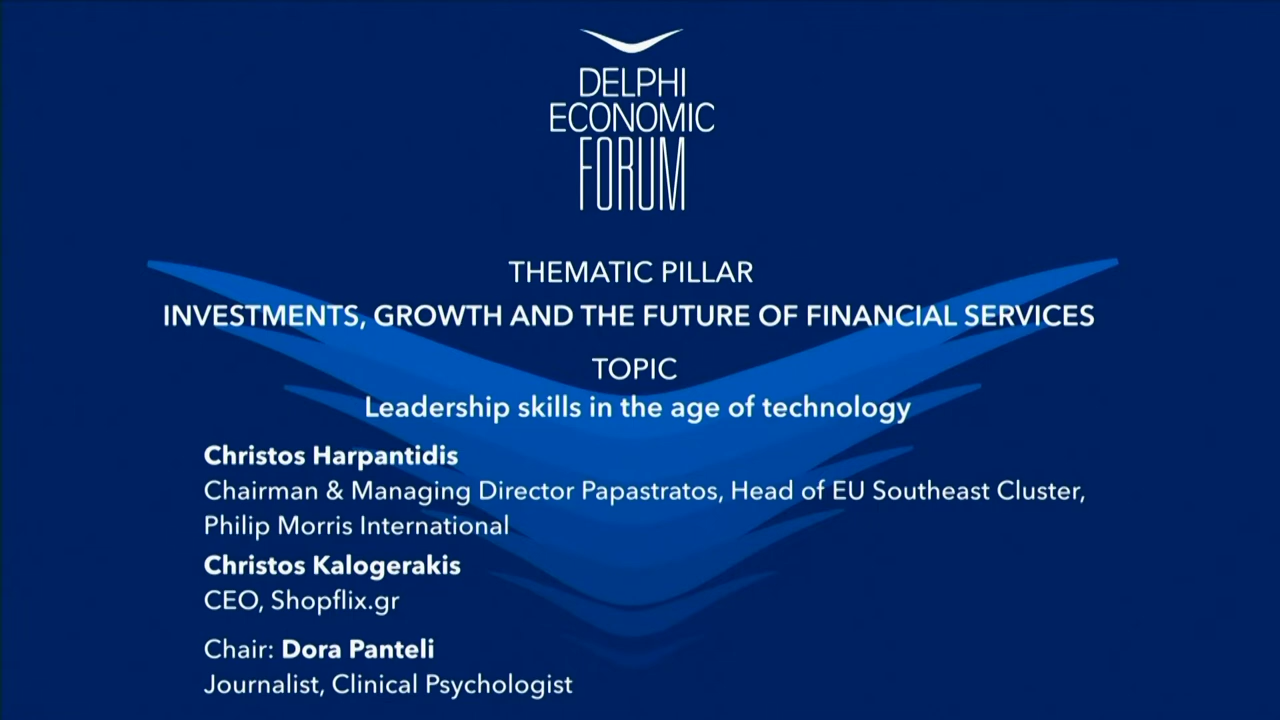 DELPHI
ECONOMIC
FORUM
THEMATIC PILLAR
INVESTMENTS, GROWTH AND THE FUTURE OF FINANCIAL SERVICES
TOPIC
Leadership skills in the age of technology
Christos Harpantidis
Chairman & Managing Director Papastratos, Head of EU Southeast Cluster,
Philip Morris International
Christos Kalogerakis
CEO, Shopflix.gr
Chair: Dora Panteli
Journalist, Clinical Psychologist